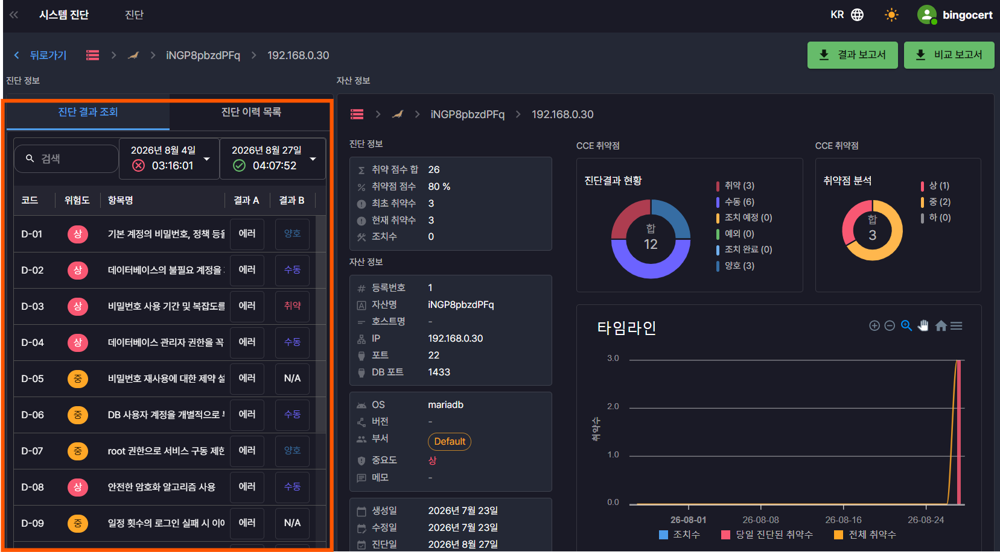 시스템 진단
진단
KR
bingocert
뒤로가기
iNGP8pbzdPFq
192.168.0.30
결과 보고서
비교 보고서
진단 정보
자산 정보
진단 결과 조회
진단 이력 목록
검색
2026년 8월 4일
03:16:01
2026년 8월 27일
04:07:52
코드 위험도 항목명 결과 A 결과 B
D-01 상 기본 계정의 비밀번호, 정책 등을 에러 양호
D-02 상 데이터베이스의 불필요 계정을 에러 수동
D-03 상 비밀번호 사용 기간 및 복잡도를 에러 취약
D-04 상 데이터베이스 관리자 권한을 꼭 에러 수동
D-05 중 비밀번호 재사용에 대한 제약 설 에러 N/A
D-06 중 DB 사용자 계정을 개별적으로 에러 수동
D-07 중 root 권한으로 서비스 구동 제한 에러 양호
D-08 상 안전한 암호화 알고리즘 사용 에러 수동
D-09 중 일정 횟수의 로그인 실패 시 이에 에러 N/A
iNGP8pbzdPFq
192.168.0.30
진단 정보
취약 점수 합 26
취약점 점수 80 %
최초 취약수 3
현재 취약수 3
조치수 0
자산 정보
등록번호 1
자산명 iNGP8pbzdPFq
호스트명 -
IP 192.168.0.30
포트 22
DB 포트 1433
OS mariadb
버전 -
부서 Default
중요도 상
메모 -
생성일 2026년 7월 23일
수정일 2026년 7월 23일
진단일 2026년 8월 27일
CCE 취약점
진단결과 현황
합
12
취약 (3)
수동 (6)
조치 예정 (0)
예외 (0)
조치 완료 (0)
양호 (3)
CCE 취약점
취약점 분석
합
3
상 (1)
중 (2)
하 (0)
타임라인
취약수
3.0
2.0
1.0
0.0
26-08-01
26-08-08
26-08-16
26-08-24
조치수
당일 진단된 취약수
전체 취약수